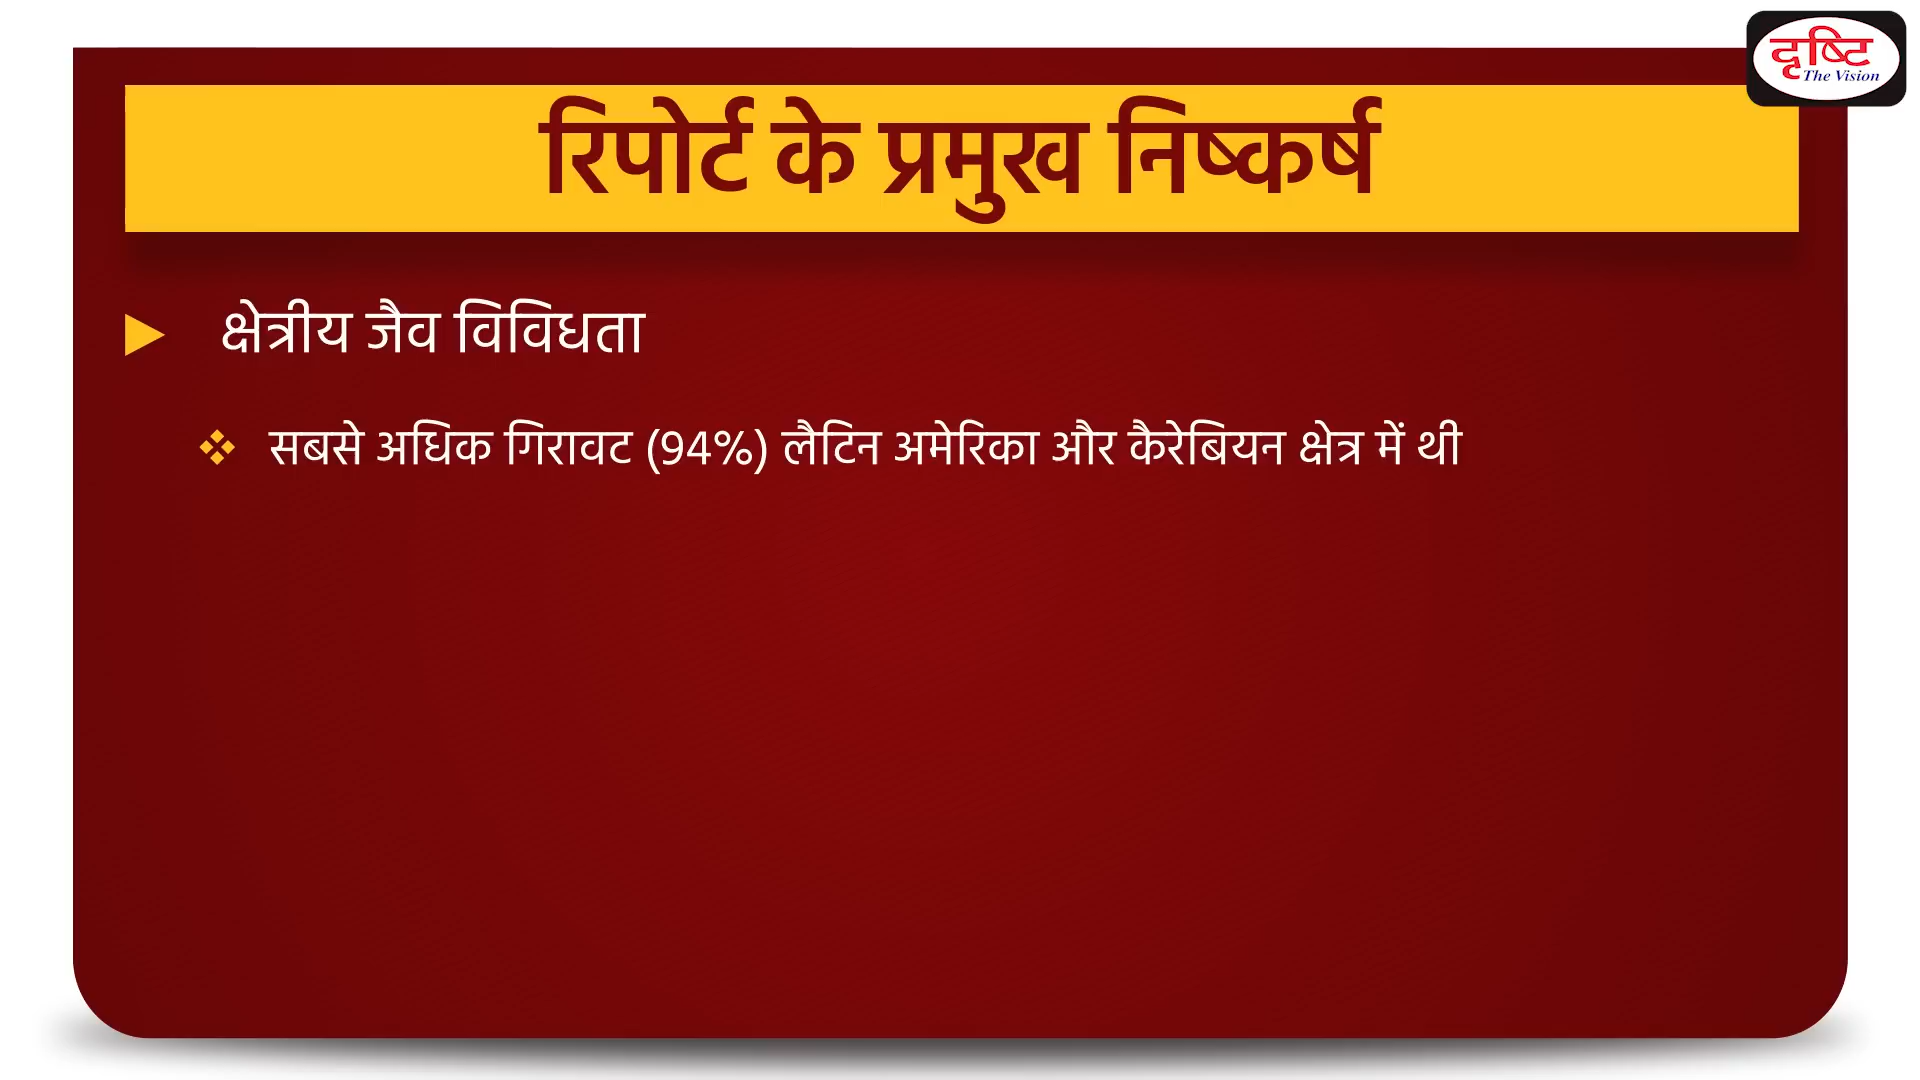 दृष्टि
The Vision
रिपोर्ट के प्रमुख निष्कर्ष
क्षेत्रीय जैव विविधता
सबसे अधिक गिरावट (94%) लैटिन अमेरिका और कैरेबियन क्षेत्र में थी